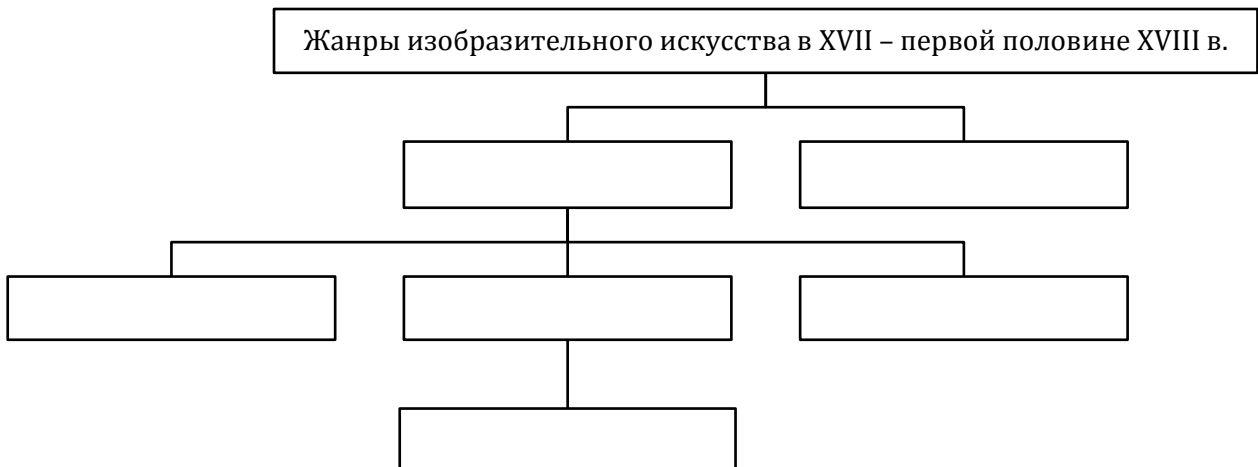 Жанры изобразительного искусства в XVII – первой половине XVIII в.